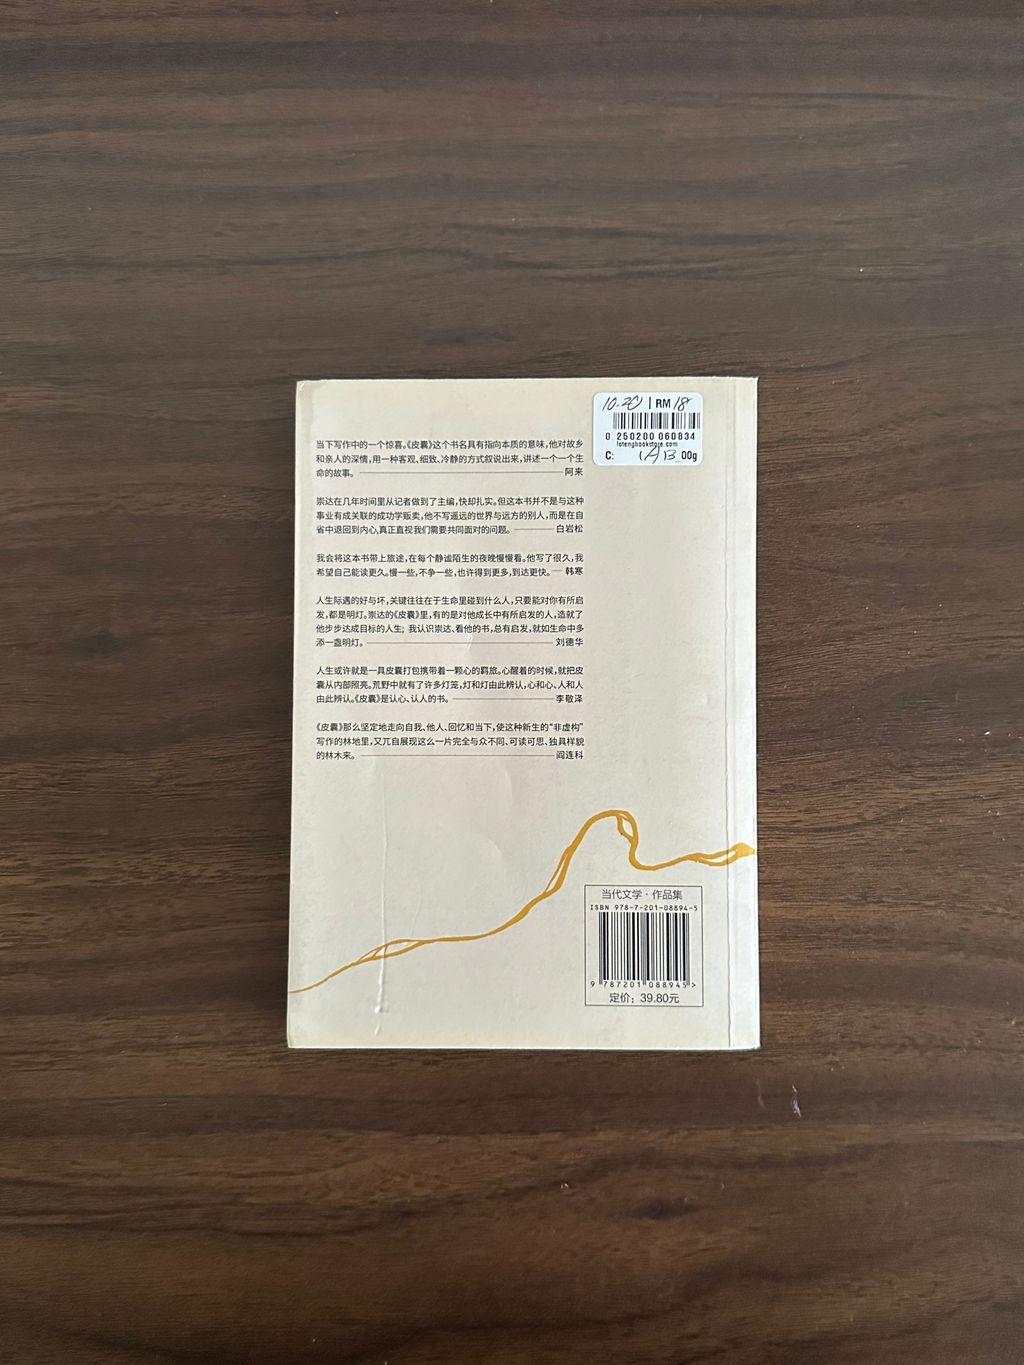 10-20 | RM 18
0 250200 060834
lotengbookstore.com
C: 1AB 00g
当下写作中的一个惊喜。《皮囊》这个书名具有指向本质的意味，他对故乡
和亲人的深情，用一种客观、细致、冷静的方式叙说出来，讲述一个一个生
命的故事。 阿来
崇达在几年时间里从记者做到了主编，快却扎实。但这本书并不是与这种
事业有成关联的成功学贩卖，他不写遥远的世界与远方的别人，而是在自
省中退回到内心，真正直视我们需要共同面对的问题。 白岩松
我会将这本书带上旅途，在每个静谧陌生的夜晚慢慢看。他写了很久，我
希望自己能读更久。慢一些，不争一些，也许得到更多，到达更快。 韩寒
人生际遇的好与坏，关键往往在于生命里碰到什么人，只要能对你有所启
发，都是明灯。崇达的《皮囊》里，有的是对他成长中有所启发的人，造就了
他步步达成目标的人生；我认识崇达、看他的书，总有启发，就如生命中多
添一盏明灯。 刘德华
人生或许就是一具皮囊打包携带着一颗心的羁旅。心醒着的时候，就把皮
囊从内部照亮。荒野中就有了许多灯笼，灯和灯由此辨认，心和心、人和人
由此辨认。《皮囊》是认心、认人的书。 李敬泽
《皮囊》那么坚定地走向自我、他人、回忆和当下，使这种新生的“非虚构”
写作的林地里，又兀自展现这么一片完全与众不同、可读可思、独具样貌
的林木来。 阎连科
当代文学·作品集
ISBN 978-7-201-08894-5
9 787201 088945 >
定价：39.80元